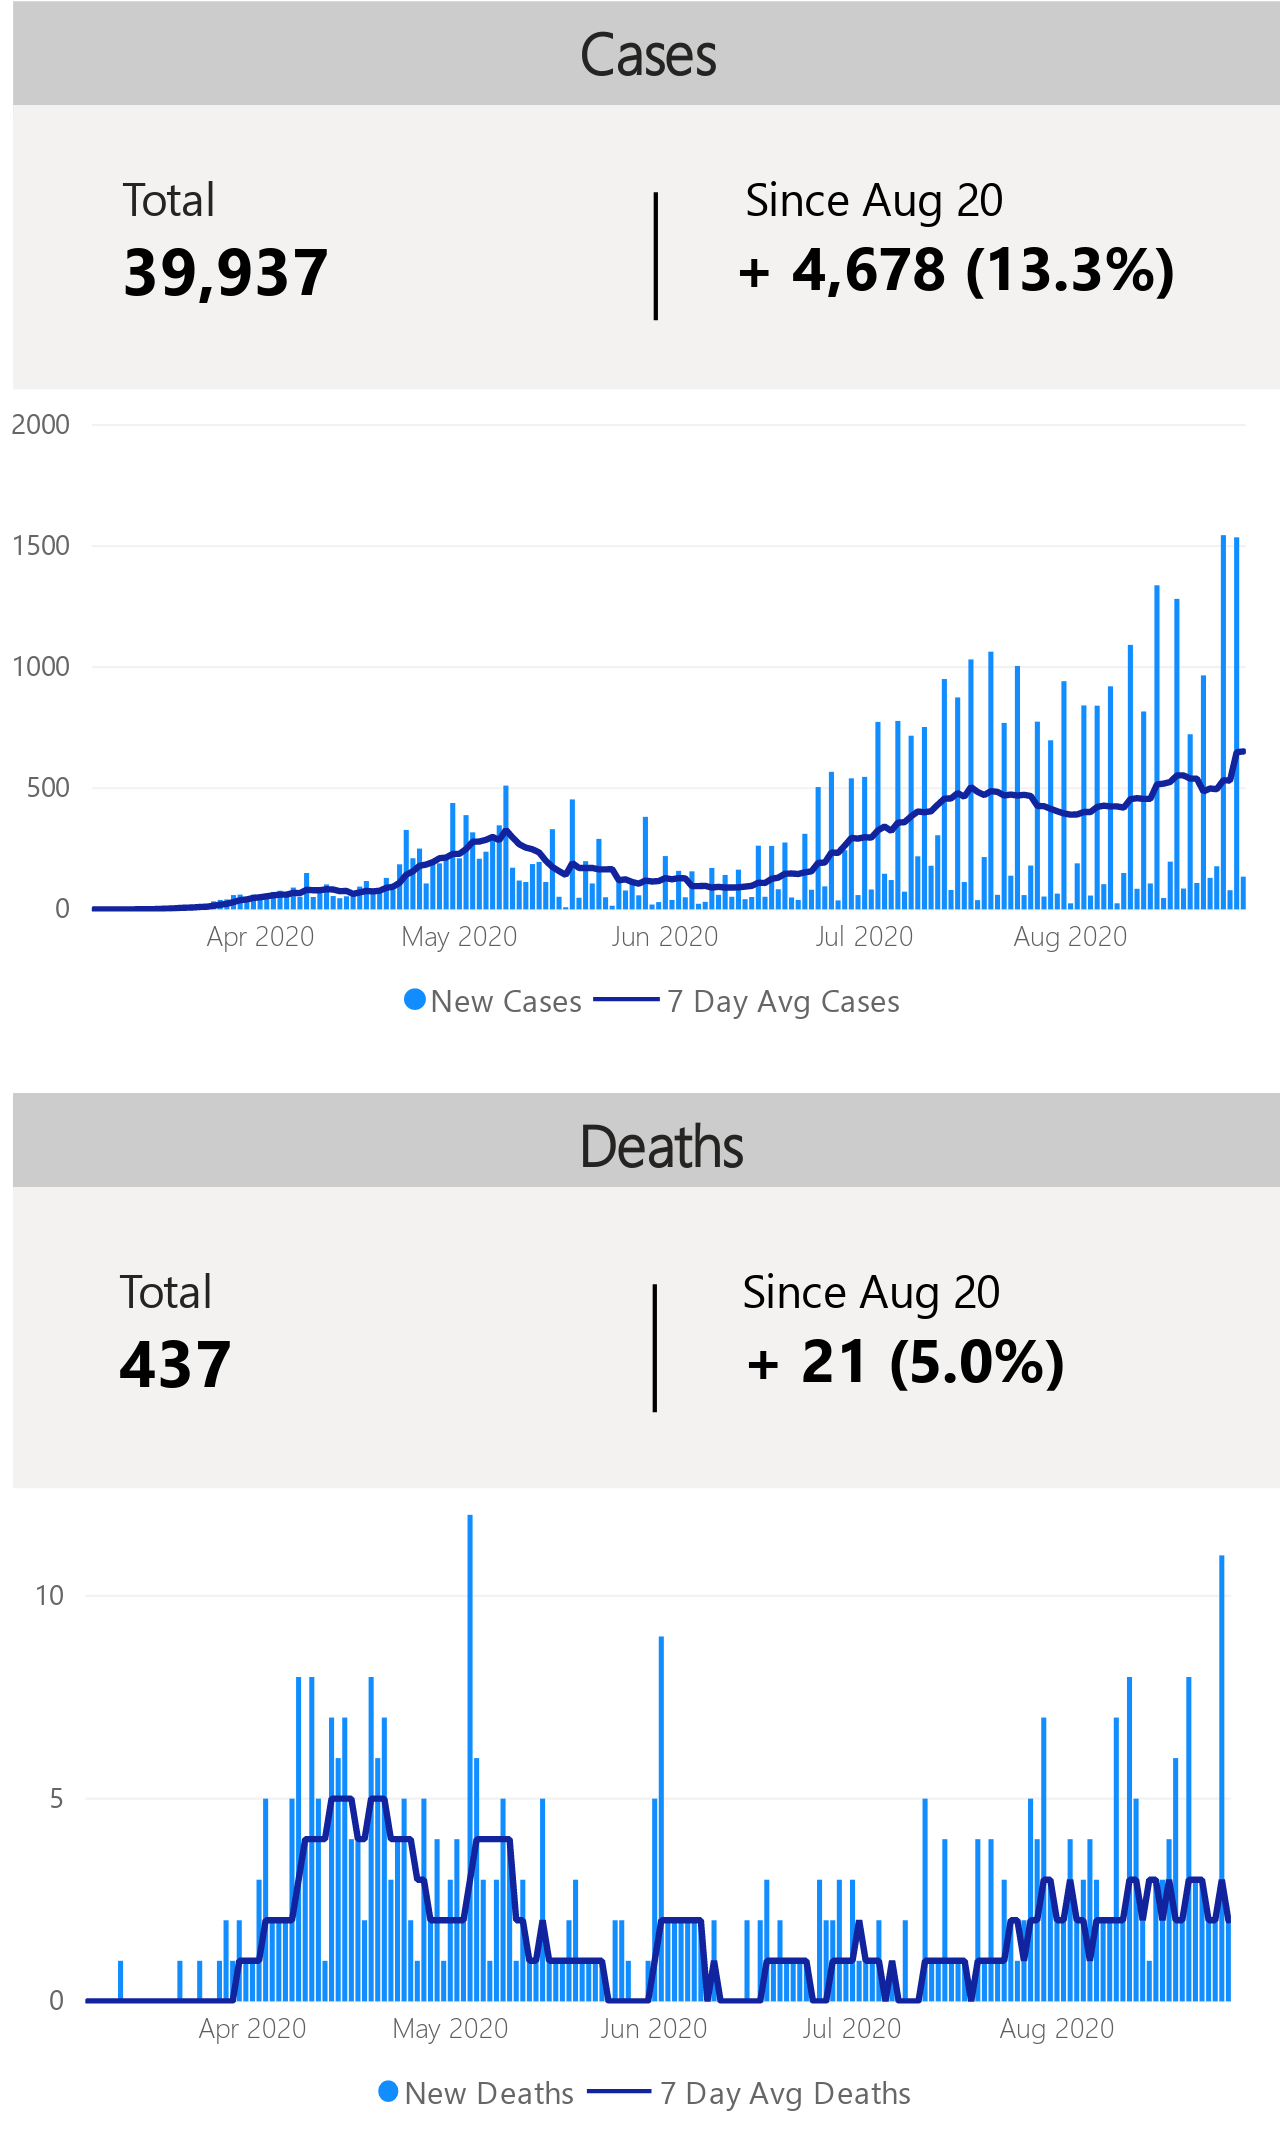 Cases
Total
Since Aug 20
39,937
+ 4,678 (13.3%)
2000
1500
1000
500
0
Apr 2020
May 2020
Jun 2020
Jul 2020
Aug 2020
New Cases
7 Day Avg Cases
Deaths
Total
Since Aug 20
437
+ 21 (5.0%)
10
5
0
Apr 2020
May 2020
Jun 2020
Jul 2020
Aug 2020
New Deaths
7 Day Avg Deaths